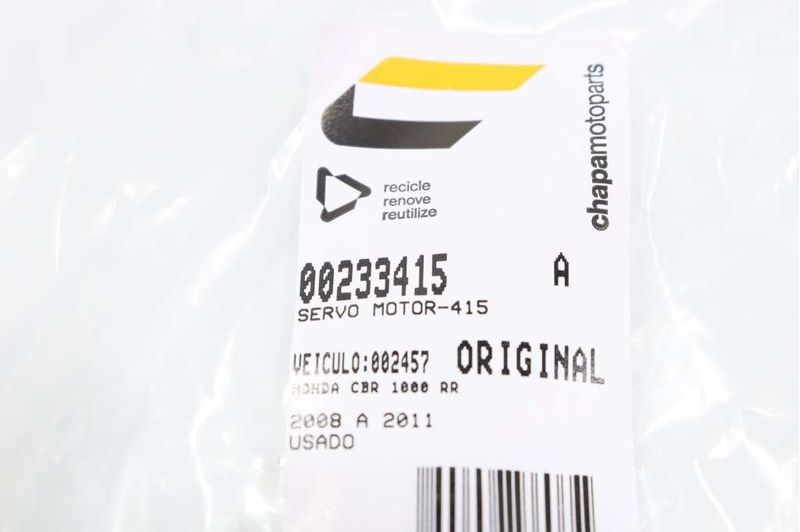 chapamotoparts
recicle
renove
reutilize
00233415 A
SERVO MOTOR-415
VEICULO:002457 ORIGINAL
HONDA CBR 1000 RR
2008 A 2011
USADO